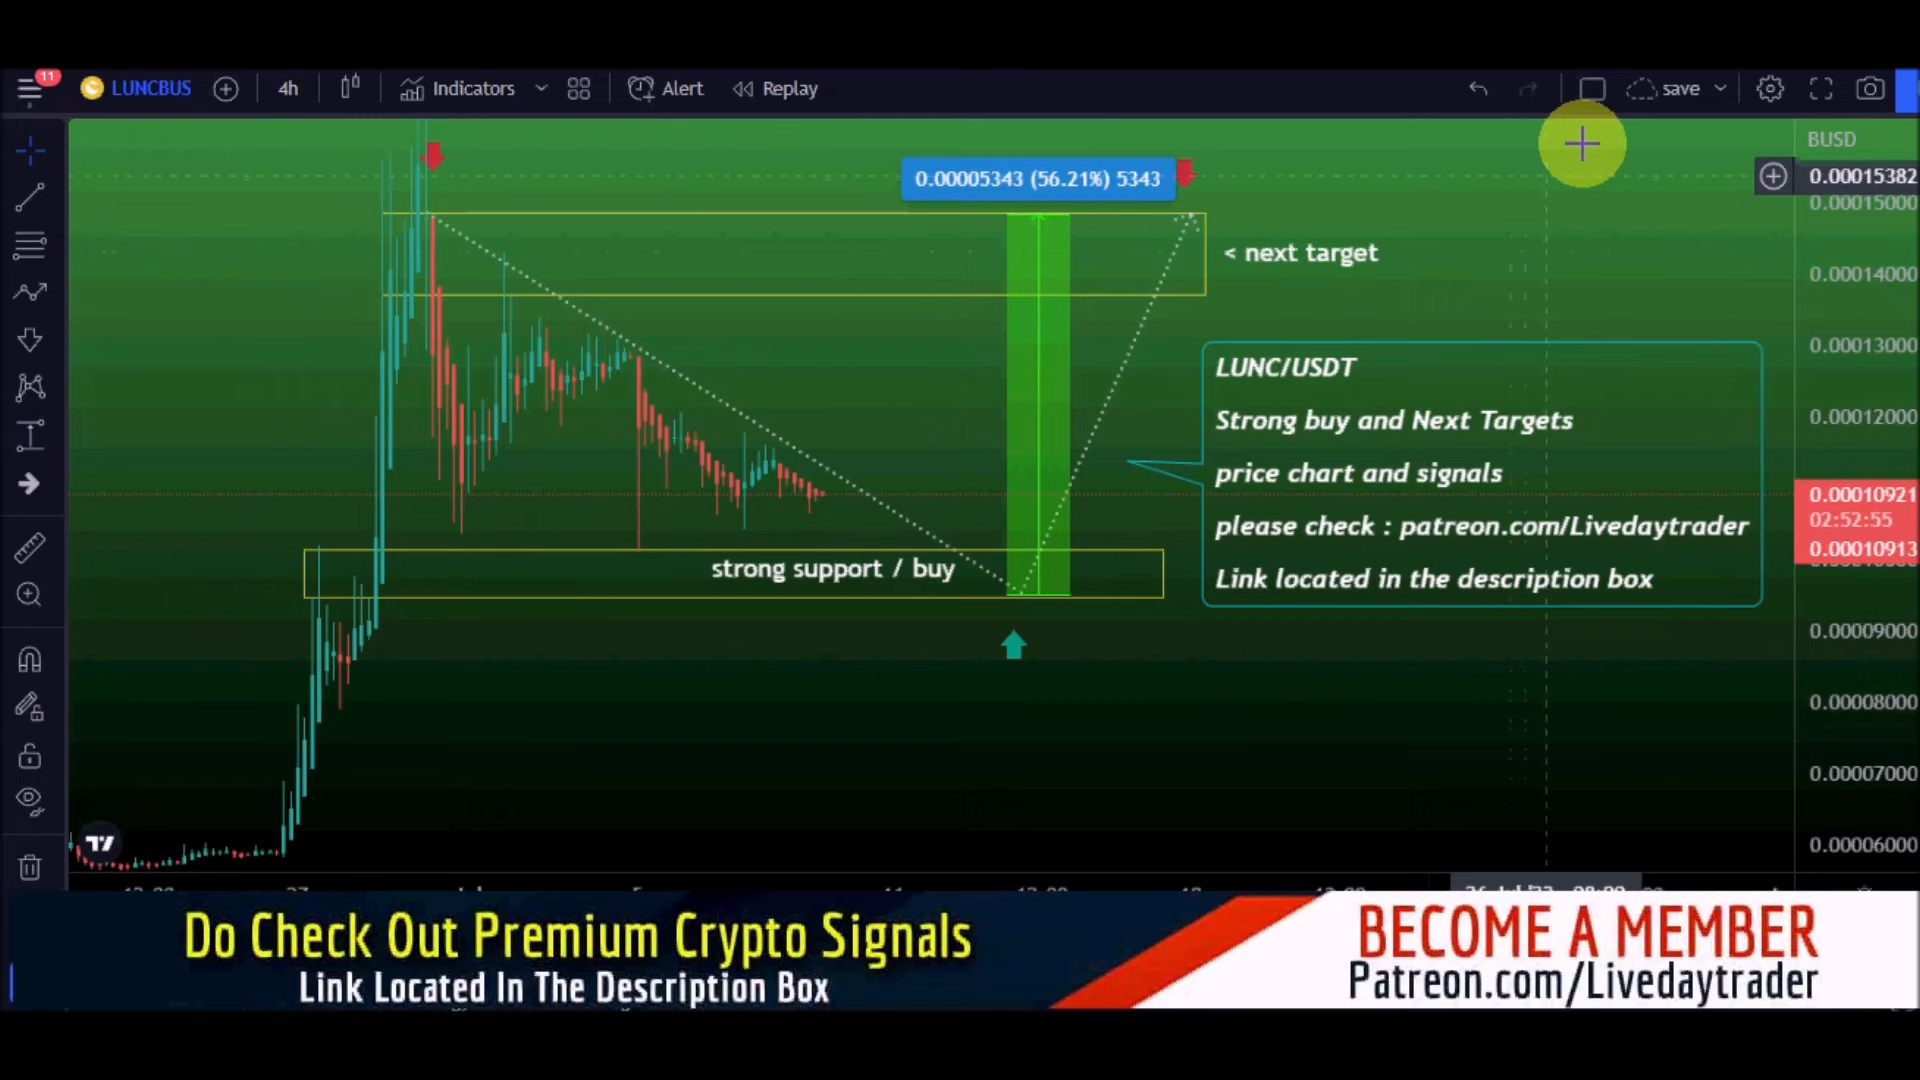 11
LUNCBUS
4h
Indicators
Alert
Replay
save
BUSD
0.00005343 (56.21%) 5343
0.00015382
0.00015000
< next target
0.00014000
0.00013000
LUNC/USDT
Strong buy and Next Targets
0.00012000
price chart and signals
0.00010921
please check : patreon.com/Livedaytrader
02:52:55
0.00010913
strong support / buy
Link located in the description box
0.00009000
0.00008000
0.00007000
0.00006000
Do Check Out Premium Crypto Signals
Link Located In The Description Box
BECOME A MEMBER
Patreon.com/Livedaytrader